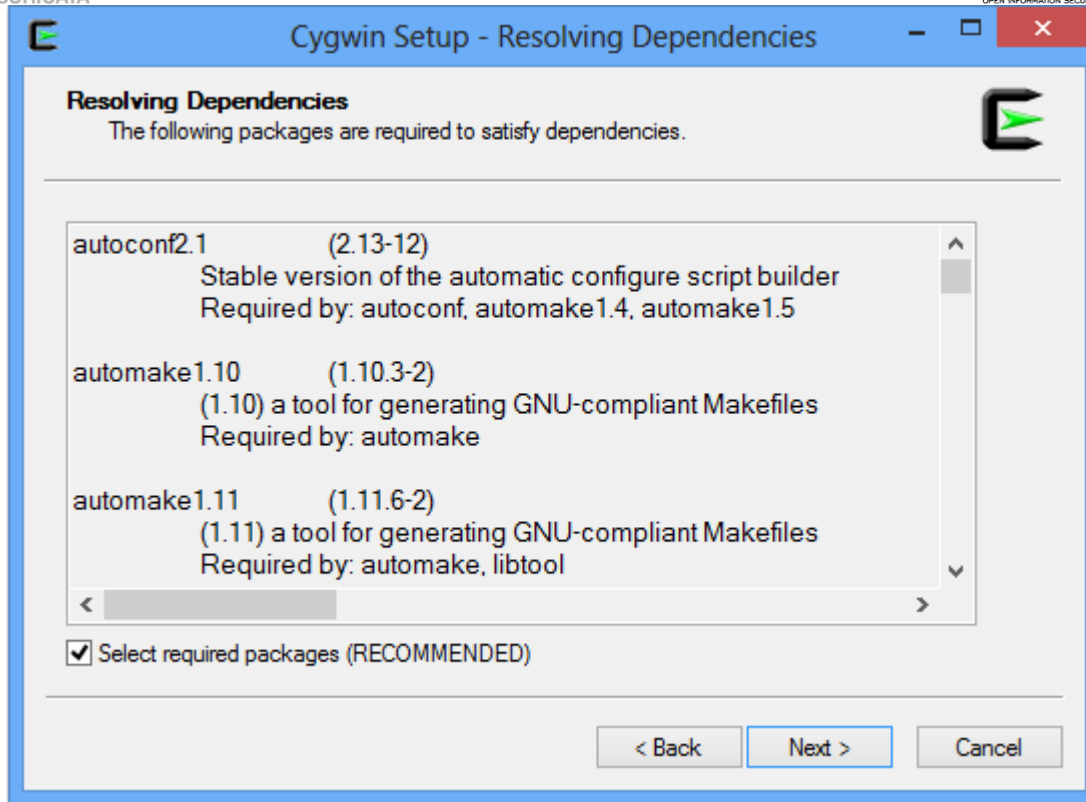 SURICATA
OPEN INFORMATION SECU
Cygwin Setup - Resolving Dependencies
Resolving Dependencies
The following packages are required to satisfy dependencies.
autoconf2.1 (2.13-12)
Stable version of the automatic configure script builder
Required by: autoconf, automake1.4, automake1.5
automake1.10 (1.10.3-2)
(1.10) a tool for generating GNU-compliant Makefiles
Required by: automake
automake1.11 (1.11.6-2)
(1.11) a tool for generating GNU-compliant Makefiles
Required by: automake, libtool
Select required packages (RECOMMENDED)
< Back
Next >
Cancel